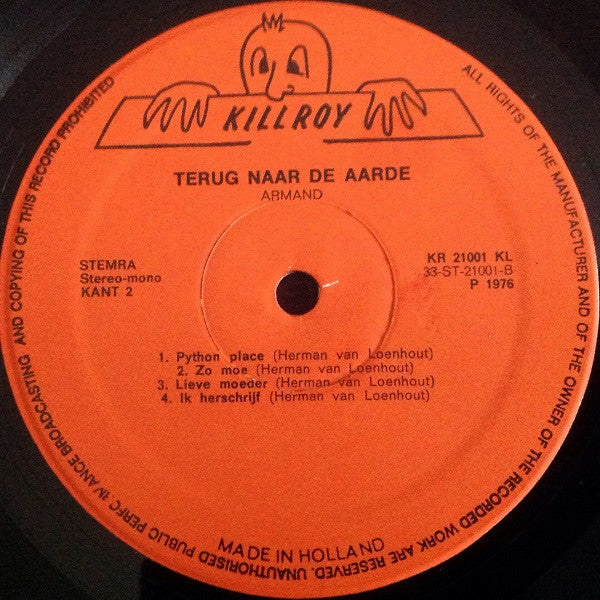 KILLROY
TERUG NAAR DE AARDE
ARMAND
STEMRA
Stereo-mono
KANT 2
KR 21001 KL
33-ST-21001-B
P 1976
1. Python place (Herman van Loenhout)
2. Zo moe (Herman van Loenhout)
3. Lieve moeder (Herman van Loenhout)
4. Ik herschrijf (Herman van Loenhout)
MADE IN HOLLAND
ALL RIGHTS OF THE MANUFACTURER AND OF THE OWNER OF THE RECORDED WORK ARE RESERVED. UNAUTHORISED PUBLIC BROADCASTING AND COPYING OF THIS RECORD PROHIBITED